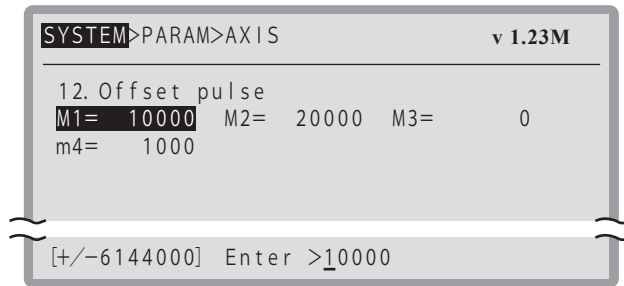 SYSTEM>PARAM>AXIS v 1.23M
12. Offset pulse
M1= 10000 M2= 20000 M3= 0
m4= 1000
[+/-6144000] Enter >10000